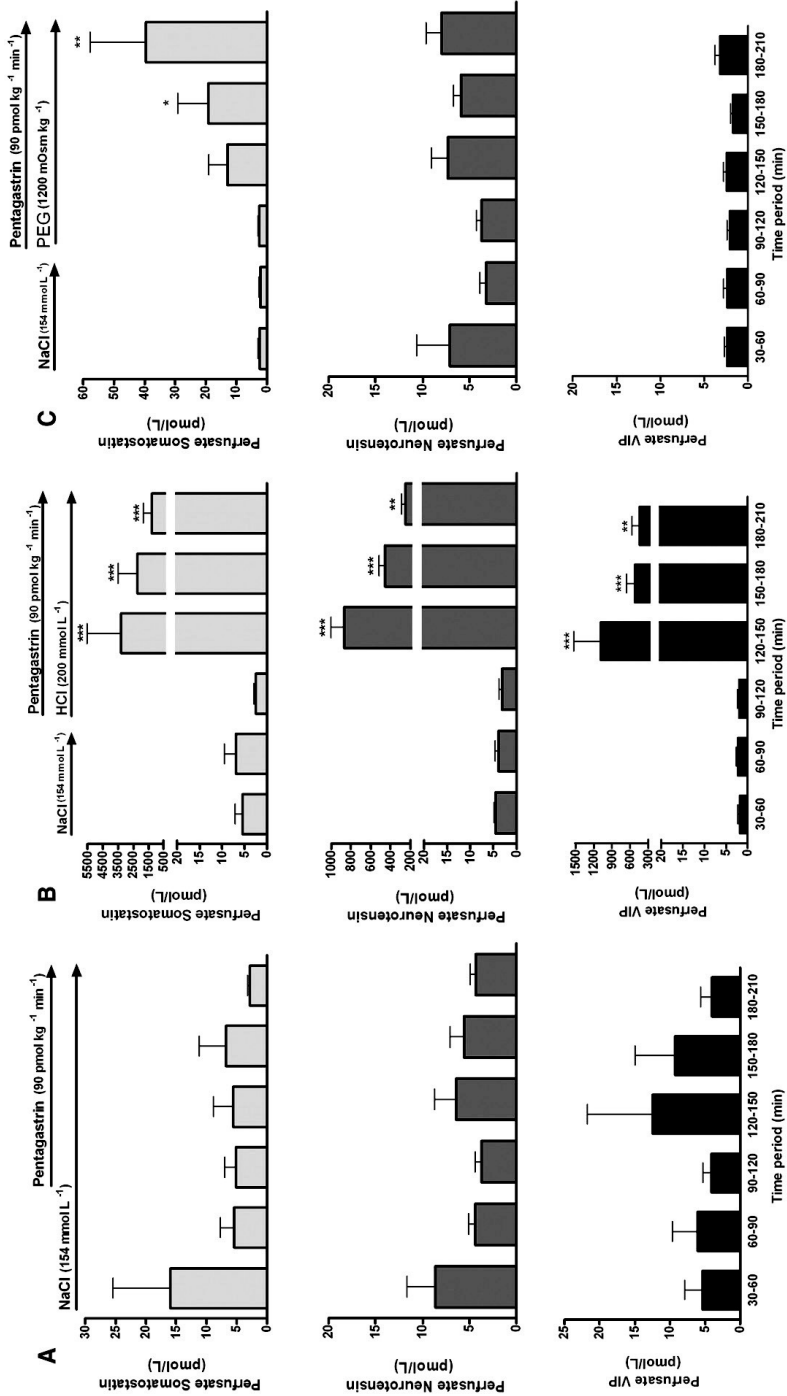 A
NaCl (154 mmol L⁻¹)
Pentagastrin (90 pmol kg⁻¹ min⁻¹)
Perfusate Somatostatin
(pmol/L)
30
25
20
15
10
5
0
Perfusate Neurotensin
(pmol/L)
20
15
10
5
0
Perfusate VIP
(pmol/L)
25
20
15
10
5
0
30-60 60-90 90-120 120-150 150-180 180-210
Time period (min)
B
Pentagastrin (90 pmol kg⁻¹ min⁻¹)
NaCl (154 mmol L⁻¹) HCl (200 mmol L⁻¹)
Perfusate Somatostatin
(pmol/L)
5500
4500
3500
2500
1500
500
20
15
10
5
0
*** *** ***
Perfusate Neurotensin
(pmol/L)
1000
800
600
400
200
20
15
10
5
0
*** *** **
Perfusate VIP
(pmol/L)
1500
1200
900
600
300
20
15
10
5
0
*** *** **
30-60 60-90 90-120 120-150 150-180 180-210
Time period (min)
C
Pentagastrin (90 pmol kg⁻¹ min⁻¹)
NaCl (154 mmol L⁻¹) PEG (1200 mOsm kg⁻¹)
Perfusate Somatostatin
(pmol/L)
60
50
40
30
20
10
0
* **
Perfusate Neurotensin
(pmol/L)
20
15
10
5
0
Perfusate VIP
(pmol/L)
20
15
10
5
0
30-60 60-90 90-120 120-150 150-180 180-210
Time period (min)